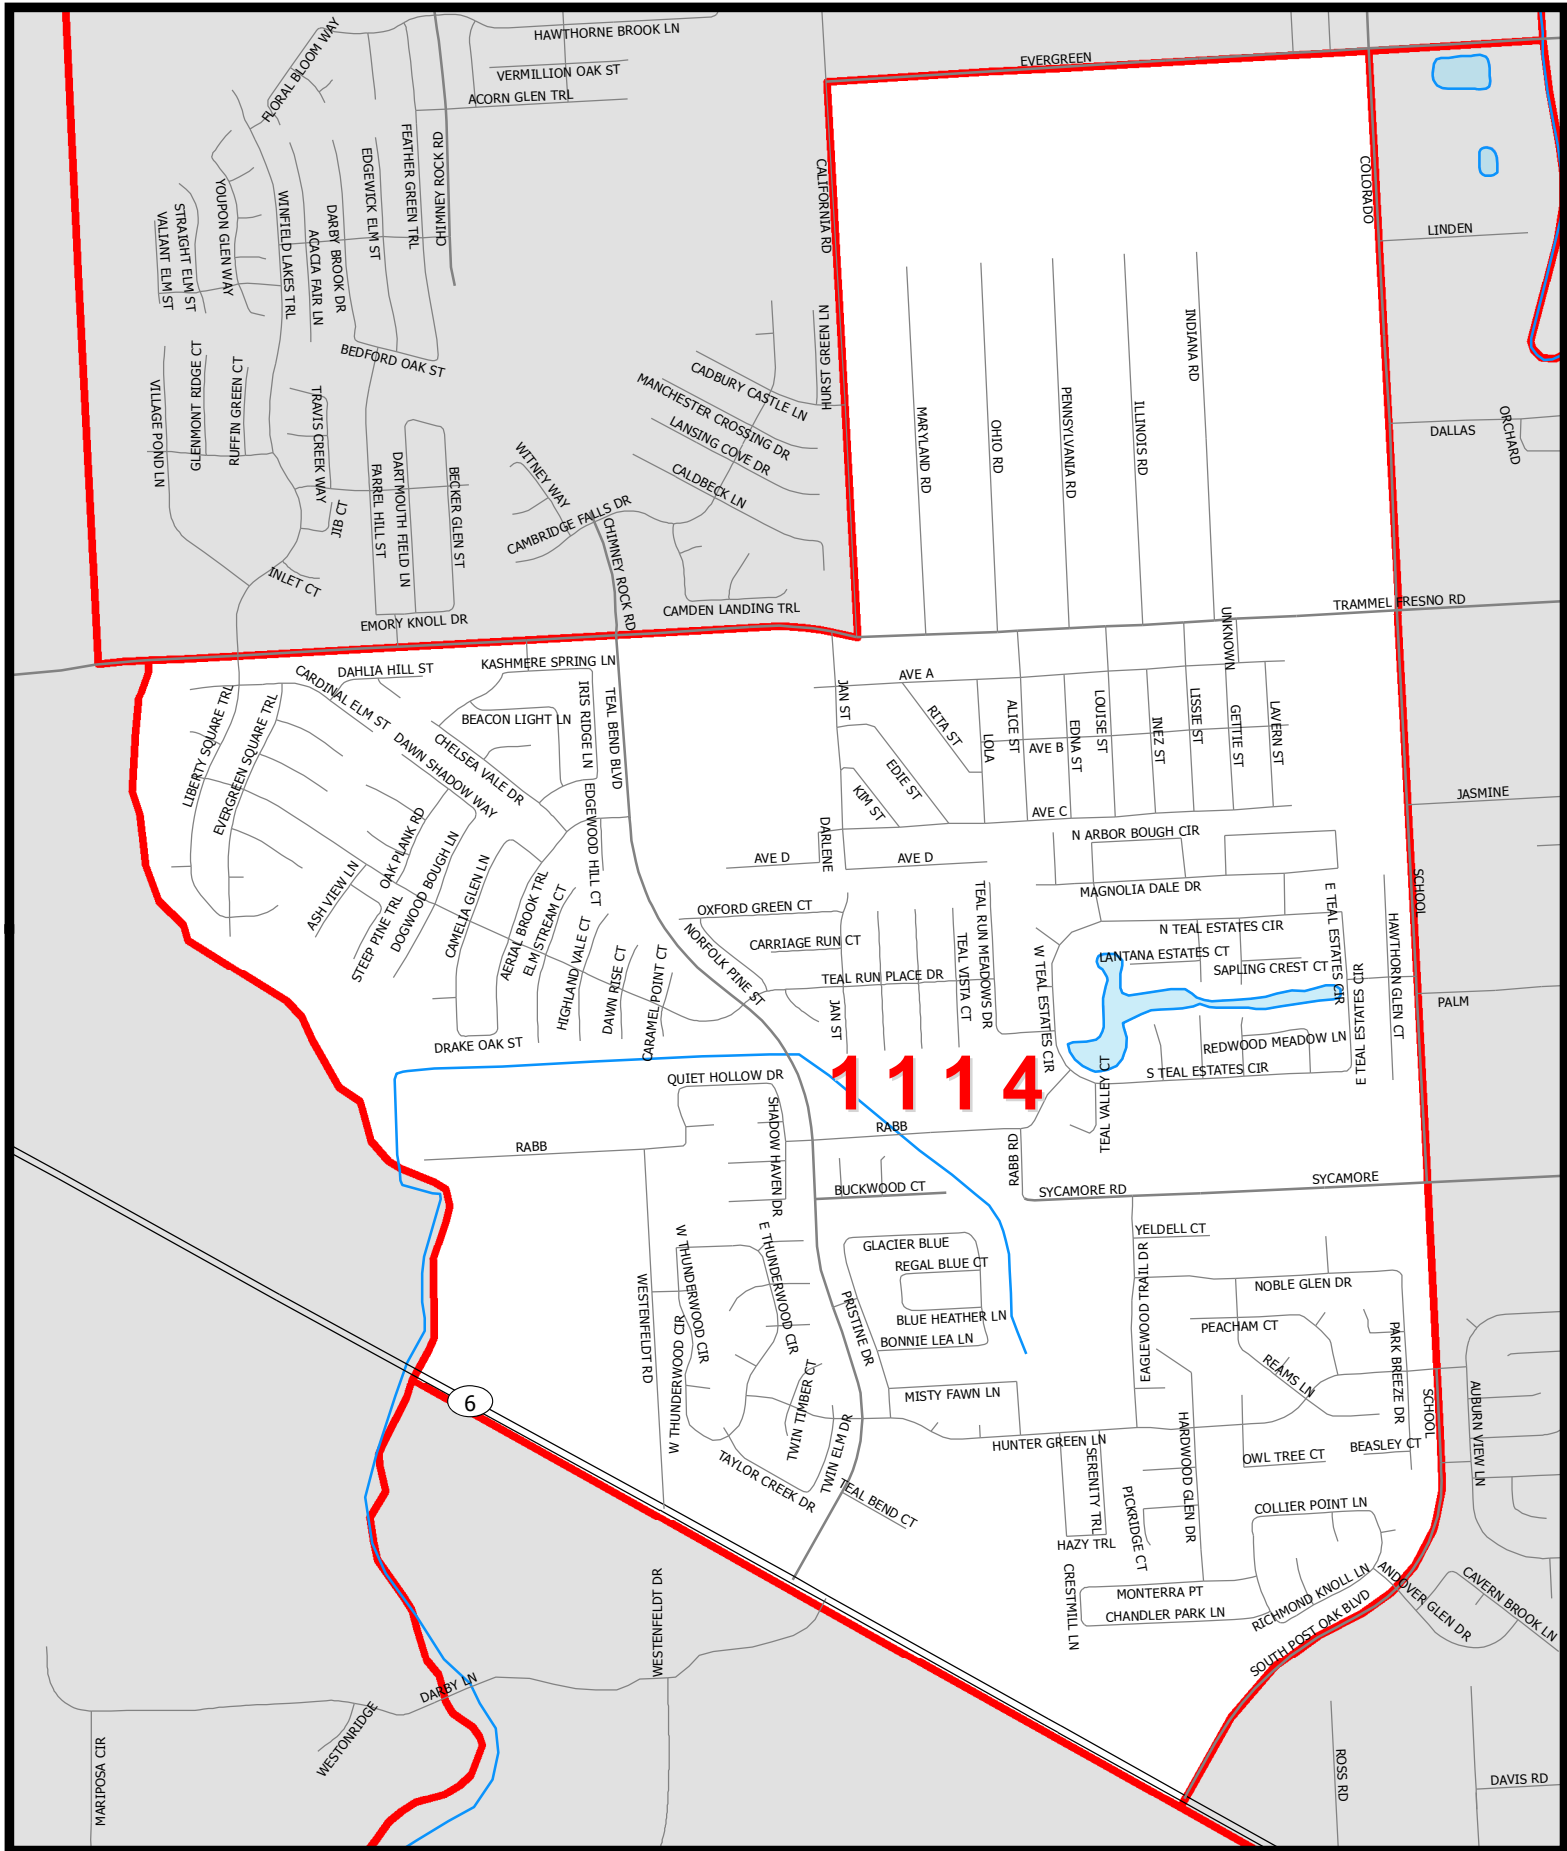 HAWTHORNE BROOK LN
FLORAL BLOOM WAY
VERMILLION OAK ST
ACORN GLEN TRL
EVERGREEN
FEATHER GREEN TRL
CHIMNEY ROCK RD
EDGEWICK ELM ST
CALIFORNIA RD
COLORADO
YOUPON GLEN WAY
WINFIELD LAKES TRL
DARBY BROOK DR
ACACIA FAIR LN
STRAIGHT ELM ST
VALIANT ELM ST
LINDEN
HURST GREEN LN
INDIANA RD
BEDFORD OAK ST
GLENMONT RIDGE CT
RUFFIN GREEN CT
VILLAGE POND LN
TRAVIS CREEK WAY
CADBURY CASTLE LN
MANCHESTER CROSSING DR
LANSING COVE DR
CALDBECK LN
MARYLAND RD
OHIO RD
PENNSYLVANIA RD
ILLINOIS RD
DALLAS
ORCHARD
WITNEY WAY
CAMBRIDGE FALLS DR
CHIMNEY ROCK RD
FARREL HILL ST
DARTMOUTH FIELD LN
BECKER GLEN ST
JIB CT
INLET CT
EMORY KNOLL DR
CAMDEN LANDING TRL
TRAMMEL FRESNO RD
UNKNOWN
DAHLIA HILL ST
KASHMERE SPRING LN
CARDINAL ELM ST
BEACON LIGHT LN
IRIS RIDGE LN
TEAL BEND BLVD
LIBERTY SQUARE TRL
EVERGREEN SQUARE TRL
CHELSEA VALE DR
DAWN SHADOW WAY
JAN ST
AVE A
RITA ST
LOLA
ALICE ST
AVE B
EDNA ST
LOUISE ST
INEZ ST
LISSIE ST
GETTIE ST
LAVERN ST
EDIE ST
KIM ST
AVE C
JASMINE
DARLENE
N ARBOR BOUGH CIR
AVE D
AVE D
EDGEWOOD HILL CT
OAK PLANK RD
DOGWOOD BOUGH LN
ASH VIEW LN
STEEP PINE TRL
CAMELIA GLEN LN
AERIAL BROOK TRL
ELM STREAM CT
HIGHLAND VALE CT
DAWN RISE CT
CARAMEL POINT CT
DRAKE OAK ST
MAGNOLIA DALE DR
SCHOOL
OXFORD GREEN CT
NORFOLK PINE ST
CARRIAGE RUN CT
TEAL RUN PLACE DR
TEAL RUN MEADOWS DR
TEAL VISTA CT
JAN ST
W TEAL ESTATES CIR
N TEAL ESTATES CIR
LANTANA ESTATES CT
SAPLING CREST CT
E TEAL ESTATES CIR
E TEAL ESTATES CIR
HAWTHORN GLEN CT
PALM
REDWOOD MEADOW LN
S TEAL ESTATES CIR
TEAL VALLEY CT
1114
QUIET HOLLOW DR
SHADOW HAVEN DR
RABB
RABB
RABB RD
BUCKWOOD CT
SYCAMORE RD
SYCAMORE
YELDELL CT
GLACIER BLUE
REGAL BLUE CT
BLUE HEATHER LN
BONNIE LEA LN
PRISTINE DR
MISTY FAWN LN
E THUNDERWOOD CIR
W THUNDERWOOD CIR
W THUNDERWOOD CIR
WESTENFELDT RD
EAGLEWOOD TRAIL DR
NOBLE GLEN DR
PEACHAM CT
REAMS LN
PARK BREEZE DR
SCHOOL
AUBURN VIEW LN
TWIN TIMBER CT
TWIN ELM DR
TAYLOR CREEK DR
TEAL BEND CT
6
HUNTER GREEN LN
SERENITY TRL
HAZY TRL
PICKRIDGE CT
HARDWOOD GLEN DR
OWL TREE CT
BEASLEY CT
COLLIER POINT LN
CRESTMILL LN
MONTERRA PT
CHANDLER PARK LN
RICHMOND KNOLL LN
SOUTH POST OAK BLVD
ANDOVER GLEN DR
CAVERN BROOK LN
WESTENFELDT DR
DARBY LN
WESTONRIDGE
MARIPOSA CIR
ROSS RD
DAVIS RD